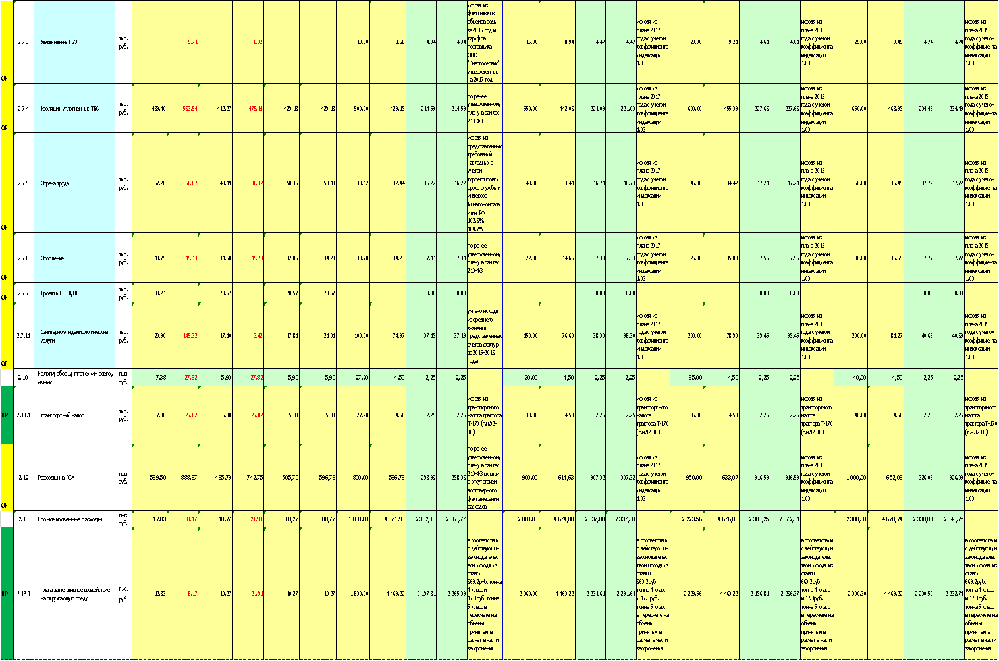 ОР 2.7.3 Увлажнение ТБО тыс. руб. 9.71 8.32 10.00 8.68 4.34 4.34 исходя из фактических объемов воды за 2016 год и тарифов поставщика ООО "Энергосервис" утвержденных на 2017 год 15.00 8.94 4.47 4.47 исходя из плана 2017 года с учетом коэффициента индексации 1.03 20.00 9.21 4.61 4.61 исходя из плана 2018 года с учетом коэффициента индексации 1.03 25.00 9.49 4.74 4.74 исходя из плана 2019 года с учетом коэффициента индексации 1.03
ОР 2.7.4 Изоляция уплотненных ТБО тыс. руб. 489.40 563.54 412.27 475.14 429.18 429.18 500.00 429.19 214.59 214.59 по ранее утвержденному плану в рамках 210-ФЗ 550.00 442.06 221.03 221.03 исходя из плана 2017 года с учетом коэффициента индексации 1.03 600.00 455.33 227.66 227.66 исходя из плана 2018 года с учетом коэффициента индексации 1.03 650.00 468.99 234.49 234.49 исходя из плана 2019 года с учетом коэффициента индексации 1.03
ОР 2.7.5 Охрана труда тыс. руб. 57.20 58.87 48.19 38.12 50.16 59.19 38.12 32.44 16.22 16.22 исходя из представленных требований-накладных с учетом корректировки срока службы и индексов Минэкономразвития РФ 102.6%, 104.7% 43.00 33.41 16.71 16.71 исходя из плана 2017 года с учетом коэффициента индексации 1.03 45.00 34.42 17.21 17.21 исходя из плана 2018 года с учетом коэффициента индексации 1.03 50.00 35.45 17.72 17.72 исходя из плана 2019 года с учетом коэффициента индексации 1.03
ОР 2.7.6 Отопление тыс. руб. 13.75 19.11 11.58 19.70 12.06 14.23 19.70 14.23 7.11 7.11 по ранее утвержденному плану в рамках 210-ФЗ 22.00 14.66 7.33 7.33 исходя из плана 2017 года с учетом коэффициента индексации 1.03 25.00 15.09 7.55 7.55 исходя из плана 2018 года с учетом коэффициента индексации 1.03 30.00 15.55 7.77 7.77 исходя из плана 2019 года с учетом коэффициента индексации 1.03
ОР 2.7.7 Проекты СЗЗ ПДВ тыс. руб. 98.21 78.57 78.57 78.57 0.00 0.00 0.00 0.00 0.00 0.00 0.00 0.00
ОР 2.7.11 Санитарно-эпидемиологические услуги тыс. руб. 20.30 145.32 17.10 3.42 17.81 21.01 100.00 74.37 37.19 37.19 учтено исходя из среднего значения представленных счетов фактур за 2015-2016 годы 150.00 76.60 38.30 38.30 исходя из плана 2017 года с учетом коэффициента индексации 1.03 200.00 78.90 39.45 39.45 исходя из плана 2018 года с учетом коэффициента индексации 1.03 200.00 81.27 40.63 40.63 исходя из плана 2019 года с учетом коэффициента индексации 1.03
2.10. Налоги, сборы, платежи - всего, из них: тыс руб. 7,38 27,82 5,90 27,82 5,90 5,90 27,20 4,50 2,25 2,25 30,00 4,50 2,25 2,25 35,00 4,50 2,25 2,25 40,00 4,50 2,25 2,25
НР 2.10.1 транспортный налог тыс. руб. 7.38 27.82 5.90 27.82 5.90 5.90 27.20 4.50 2.25 2.25 исходя из транспортного налога трактора Т-170 (г.н.92-86) 30.00 4.50 2.25 2.25 исходя из транспортного налога трактора Т-170 (г.н.92-86) 35.00 4.50 2.25 2.25 исходя из транспортного налога трактора Т-170 (г.н.92-86) 40.00 4.50 2.25 2.25 исходя из транспортного налога трактора Т-170 (г.н.92-86)
ОР 2.12 Расходы на ГСМ тыс руб. 589,50 888,67 485,79 742,75 505,70 596,73 800,00 596,73 298.36 298.36 по ранее утвержденному плану в рамках 210-ФЗ в связи с отсутствием достоверного факта несения расходов 900,00 614,63 307.32 307.32 исходя из плана 2017 года с учетом коэффициента индексации 1.03 950,00 633,07 316.53 316.53 исходя из плана 2018 года с учетом коэффициента индексации 1.03 1 000,00 652,06 326.03 326.03 исходя из плана 2019 года с учетом коэффициента индексации 1.03
2.13 Прочие косвенные расходы тыс руб. 12,83 8,17 10,27 21,91 10,27 80,77 1 830,00 4 671,98 2302,19 2369,77 2 060,00 4 674,00 2337,00 2337,00 2 223,56 4 676,09 2303,25 2372,81 2300,30 4 678,24 2 338,03 2340,25
НР 2.13.1 плата за негативное воздействие на окружающую среду тыс. руб. 12.83 8.17 10.27 21.91 10.27 10.27 1 830.00 4 463.22 2 197.81 2 265.39 в соответствии с действующим законодательством исходя из ставки 663.2руб. тонна 4 класс и 17.3руб. тонна 5 класс в пересчете на объемы принятым в расчет в части захоронения 2 060.00 4 463.22 2 231.61 2 231.61 в соответствии с действующим законодательством исходя из ставки 663.2руб. тонна 4 класс и 17.3руб. тонна 5 класс в пересчете на объемы принятым в расчет в части захоронения 2 223.56 4 463.22 2 196.81 2 266.37 в соответствии с действующим законодательством исходя из ставки 663.2руб. тонна 4 класс и 17.3руб. тонна 5 класс в пересчете на объемы принятым в расчет в части захоронения 2 300.30 4 463.22 2 230.52 2 232.74 в соответствии с действующим законодательством исходя из ставки 663.2руб. тонна 4 класс и 17.3руб. тонна 5 класс в пересчете на объемы принятым в расчет в части захоронения